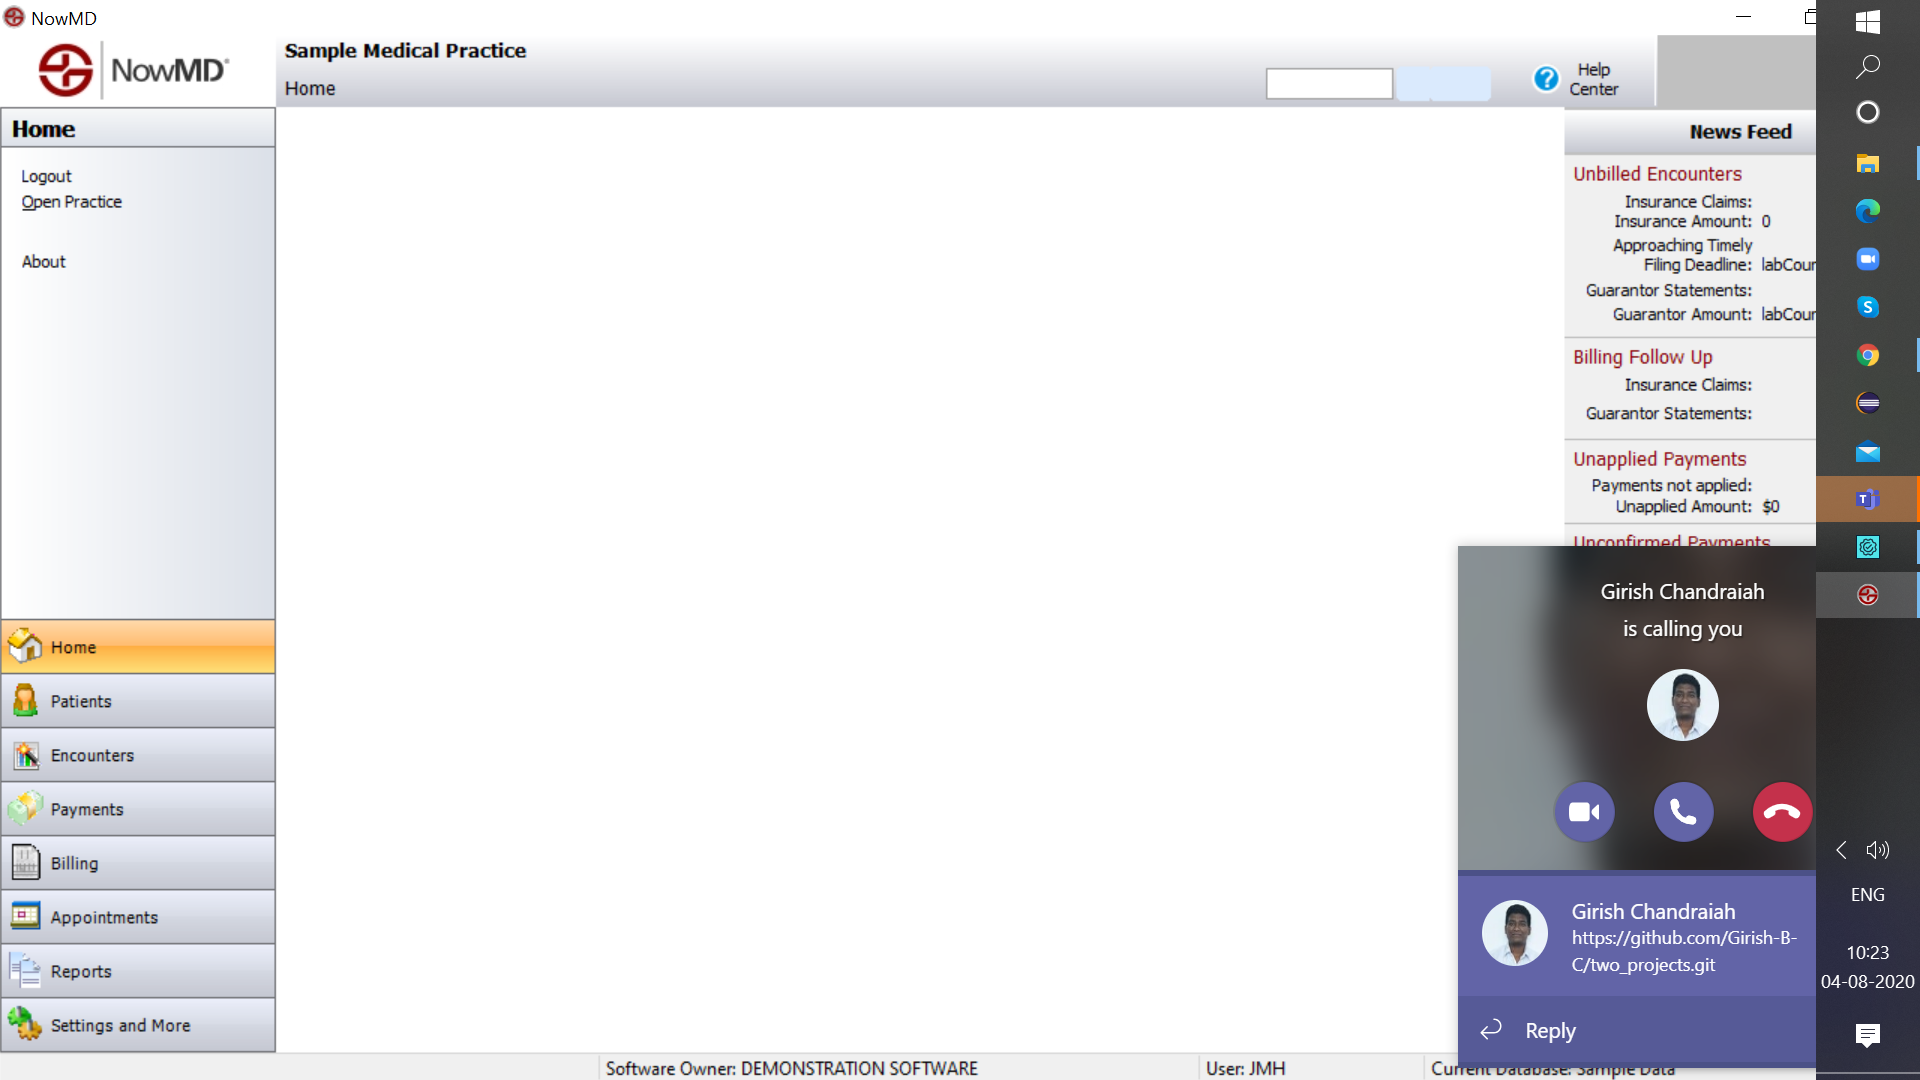 NowMD
NowMD®
Sample Medical Practice
Home
Help
Center
Home
Logout
Open Practice
About
Home
Patients
Encounters
Payments
Billing
Appointments
Reports
Settings and More
News Feed
Unbilled Encounters
Insurance Claims:
Insurance Amount: 0
Approaching Timely
Filing Deadline: labCour
Guarantor Statements:
Guarantor Amount: labCour
Billing Follow Up
Insurance Claims:
Guarantor Statements:
Unapplied Payments
Payments not applied:
Unapplied Amount: $0
Unconfirmed Payments
Girish Chandraiah
is calling you
Girish Chandraiah
https://github.com/Girish-B-
C/two_projects.git
Reply
Software Owner: DEMONSTRATION SOFTWARE
User: JMH
Current Database: Sample Data
S
T
ENG
10:23
04-08-2020